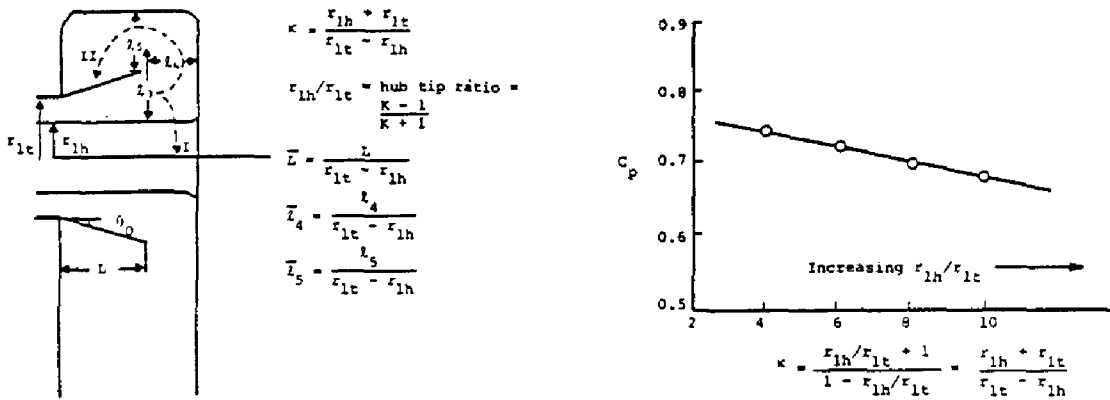 II
ℓ5
ℓ4
ℓ3
I
r1t
r1h
θ0
L
κ = (r1h + r1t) / (r1t - r1h)
r1h/r1t = hub tip ratio =
(κ - 1) / (κ + 1)
L̄ = L / (r1t - r1h)
ℓ̄4 = ℓ4 / (r1t - r1h)
ℓ̄5 = ℓ5 / (r1t - r1h)
0.9
0.8
Cp
0.7
0.6
Increasing r1h/r1t
0.5
2 4 6 8 10
κ = (r1h/r1t + 1) / (1 - r1h/r1t) = (r1h + r1t) / (r1t - r1h)